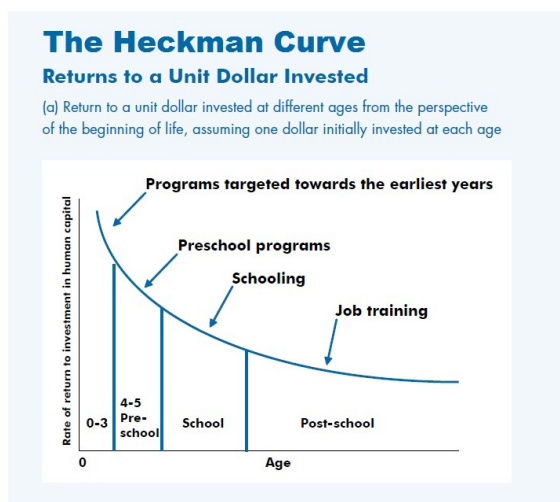 The Heckman Curve
Returns to a Unit Dollar Invested
(a) Return to a unit dollar invested at different ages from the perspective
of the beginning of life, assuming one dollar initially invested at each age
Programs targeted towards the earliest years
Preschool programs
Schooling
Job training
Rate of return to investment in human capital
0-3
4-5
Pre-
school
School
Post-school
0
Age